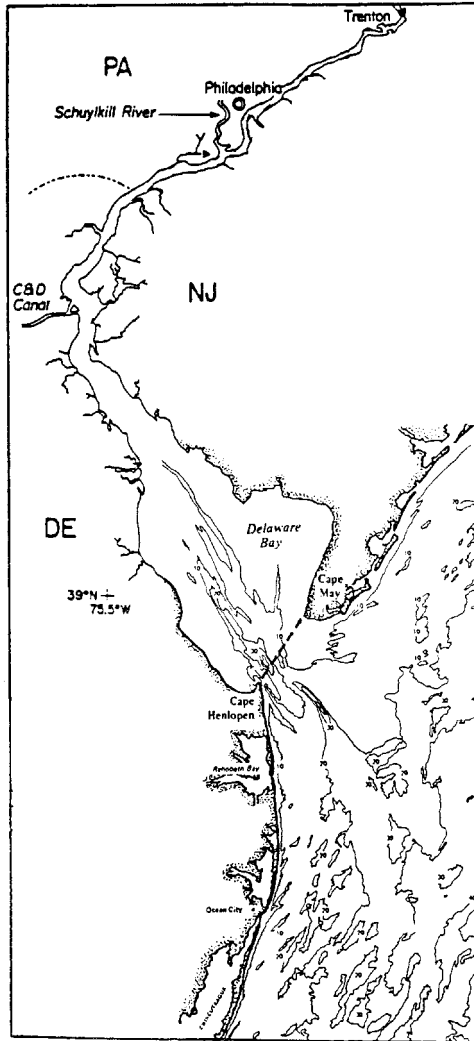 Trenton
PA
Philadelphia
Schuylkill River
C&D
Canal
NJ
DE
Delaware
Bay
39°N
75.5°W
Cape
May
Cape
Henlopen
Rehoboth Bay
Ocean City